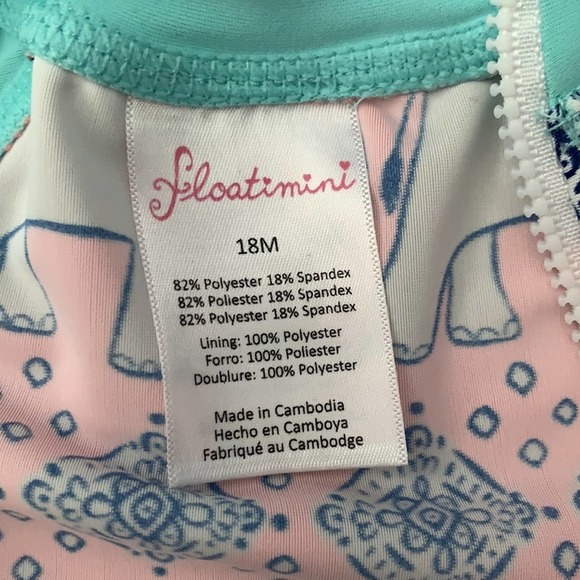 floatimini
18M
82% Polyester 18% Spandex
82% Poliester 18% Spandex
82% Polyester 18% Spandex
Lining: 100% Polyester
Forro: 100% Poliester
Doublure: 100% Polyester
Made in Cambodia
Hecho en Camboya
Fabriqué au Cambodge